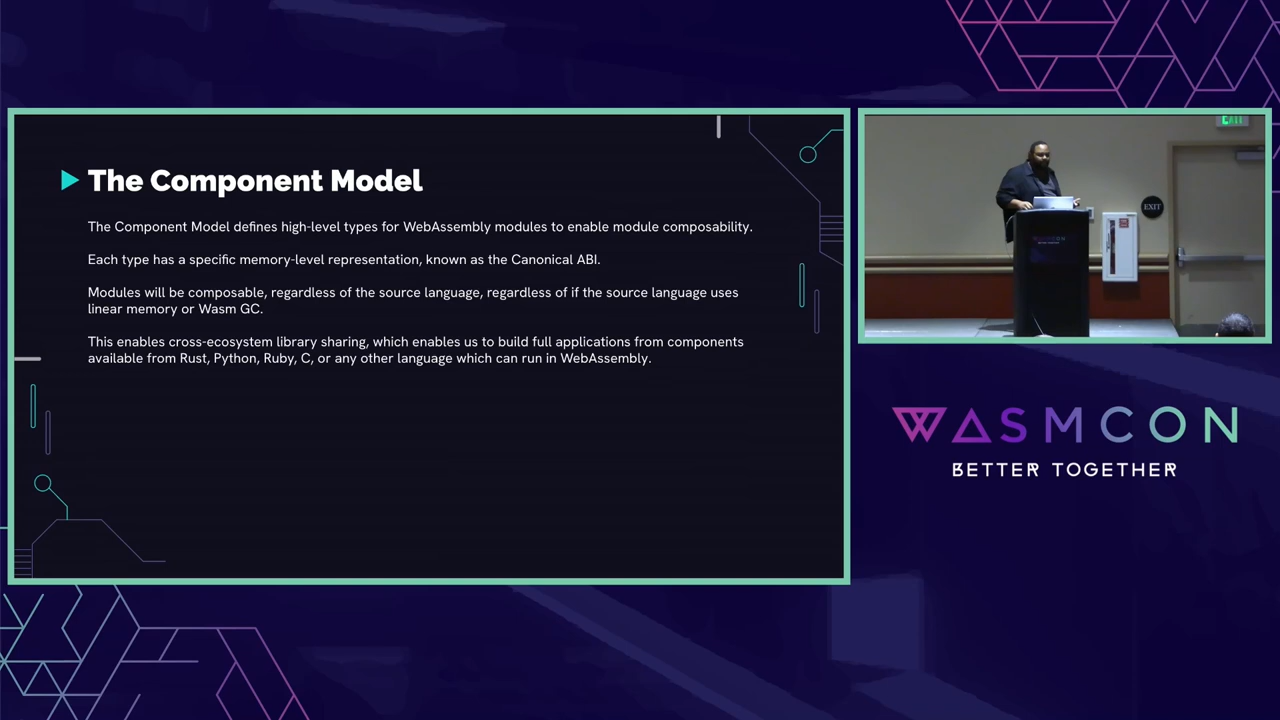 The Component Model
The Component Model defines high-level types for WebAssembly modules to enable module composability.
Each type has a specific memory-level representation, known as the Canonical ABI.
Modules will be composable, regardless of the source language, regardless of if the source language uses
linear memory or Wasm GC.
This enables cross-ecosystem library sharing, which enables us to build full applications from components
available from Rust, Python, Ruby, C, or any other language which can run in WebAssembly.
EXIT
EXIT
WASMCON
BETTER TOGETHER